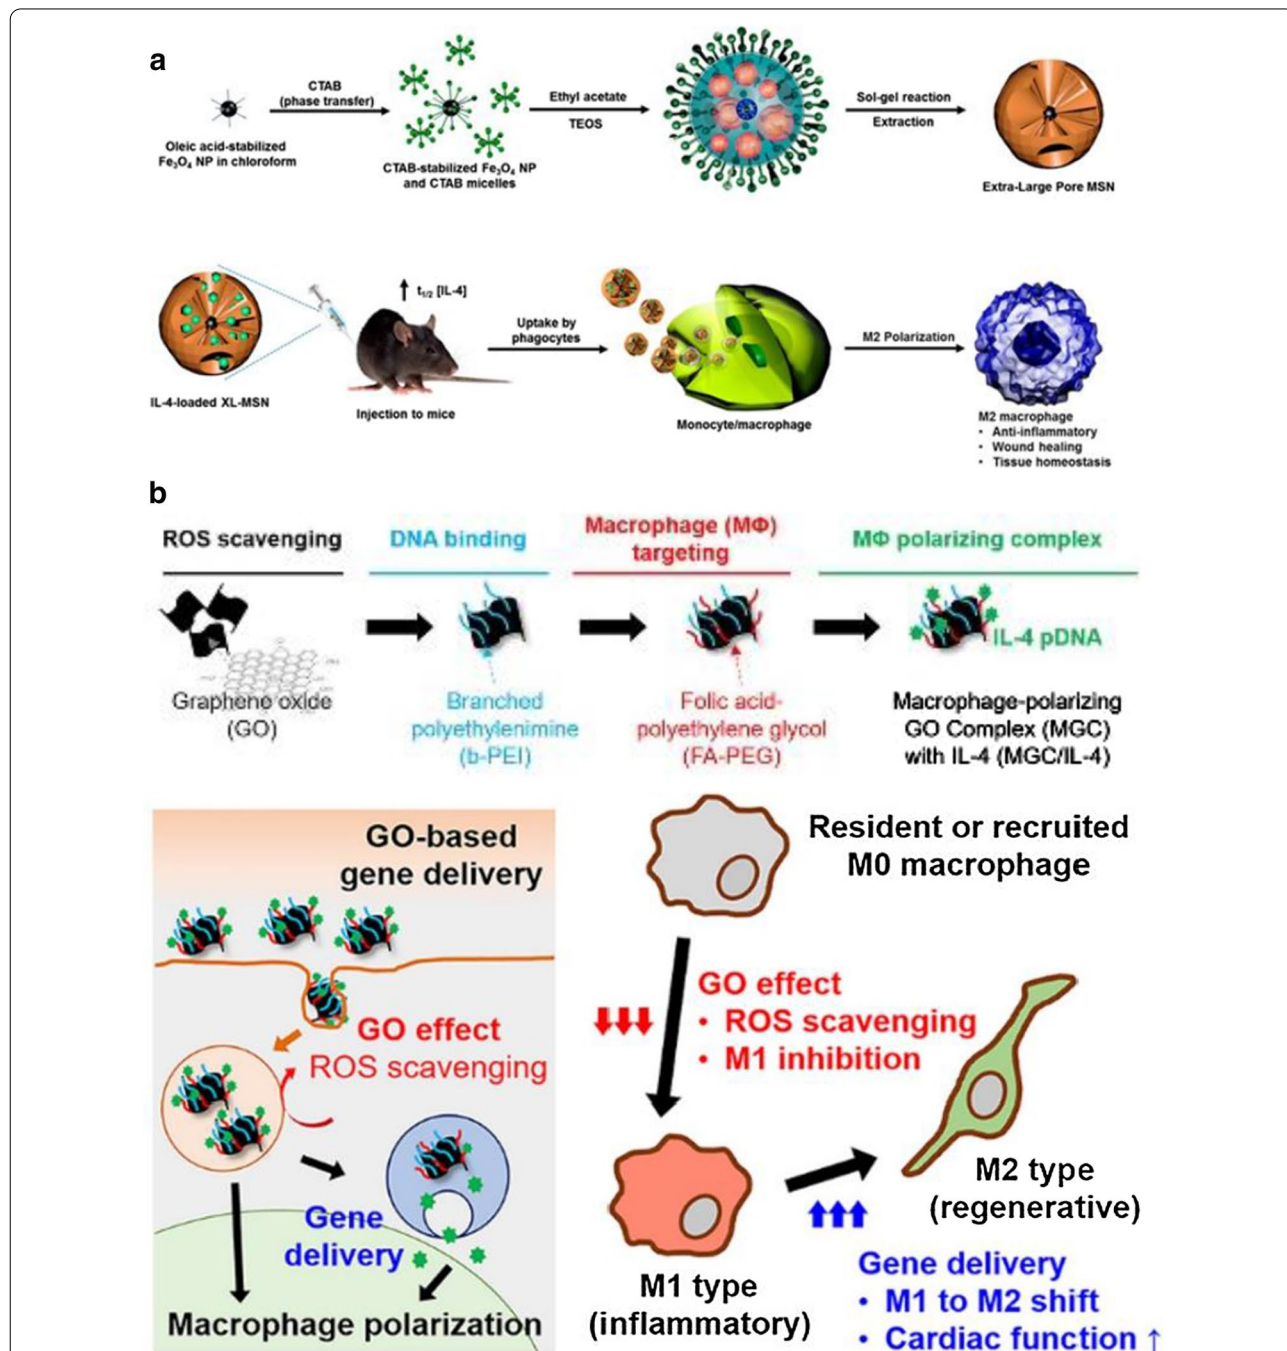 a
CTAB
(phase transfer)
Ethyl acetate
TEOS
Sol-gel reaction
Extraction
Oleic acid-stabilized
Fe₃O₄ NP in chloroform
CTAB-stabilized Fe₃O₄ NP
and CTAB micelles
Extra-Large Pore MSN
t₁/₂ [IL-4]
Uptake by
phagocytes
M2 Polarization
IL-4-loaded XL-MSN
Injection to mice
Monocyte/macrophage
M2 macrophage
• Anti-inflammatory
• Wound healing
• Tissue homeostasis
b
ROS scavenging
DNA binding
Macrophage (MΦ)
targeting
MΦ polarizing complex
IL-4 pDNA
Graphene oxide
(GO)
Branched
polyethylenimine
(b-PEI)
Folic acid-
polyethylene glycol
(FA-PEG)
Macrophage-polarizing
GO Complex (MGC)
with IL-4 (MGC/IL-4)
GO-based
gene delivery
GO effect
ROS scavenging
Gene
delivery
Macrophage polarization
Resident or recruited
M0 macrophage
GO effect
• ROS scavenging
• M1 inhibition
M2 type
(regenerative)
M1 type
(inflammatory)
Gene delivery
• M1 to M2 shift
• Cardiac function ↑